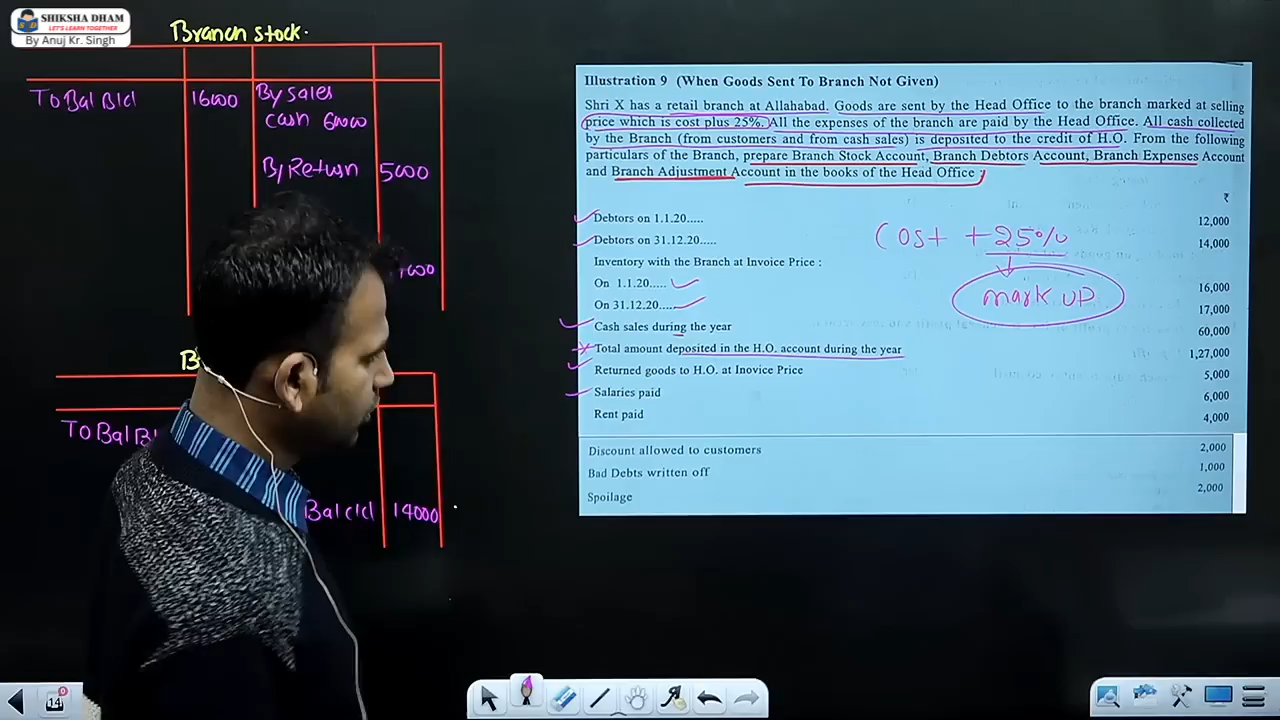 SHIKSHA DHAM
LET'S LEARN TOGETHER
By Anuj Kr. Singh
Branch stock.
To Bal B/d 16000 By sales
cash 60000
By Return 5000
To Bal B/
Bal c/d 14000
Illustration 9 (When Goods Sent To Branch Not Given)
Shri X has a retail branch at Allahabad. Goods are sent by the Head Office to the branch marked at selling
price which is cost plus 25%. All the expenses of the branch are paid by the Head Office. All cash collected
by the Branch (from customers and from cash sales) is deposited to the credit of H.O. From the following
particulars of the Branch, prepare Branch Stock Account, Branch Debtors Account, Branch Expenses Account
and Branch Adjustment Account in the books of the Head Office :
₹
Debtors on 1.1.20..... 12,000
Debtors on 31.12.20..... 14,000
Inventory with the Branch at Invoice Price :
On 1.1.20..... 16,000
On 31.12.20..... 17,000
Cash sales during the year 60,000
Total amount deposited in the H.O. account during the year 1,27,000
Returned goods to H.O. at Inovice Price 5,000
Salaries paid 6,000
Rent paid 4,000
Discount allowed to customers 2,000
Bad Debts written off 1,000
Spoilage 2,000
Cost + 25%
mark up
14
0